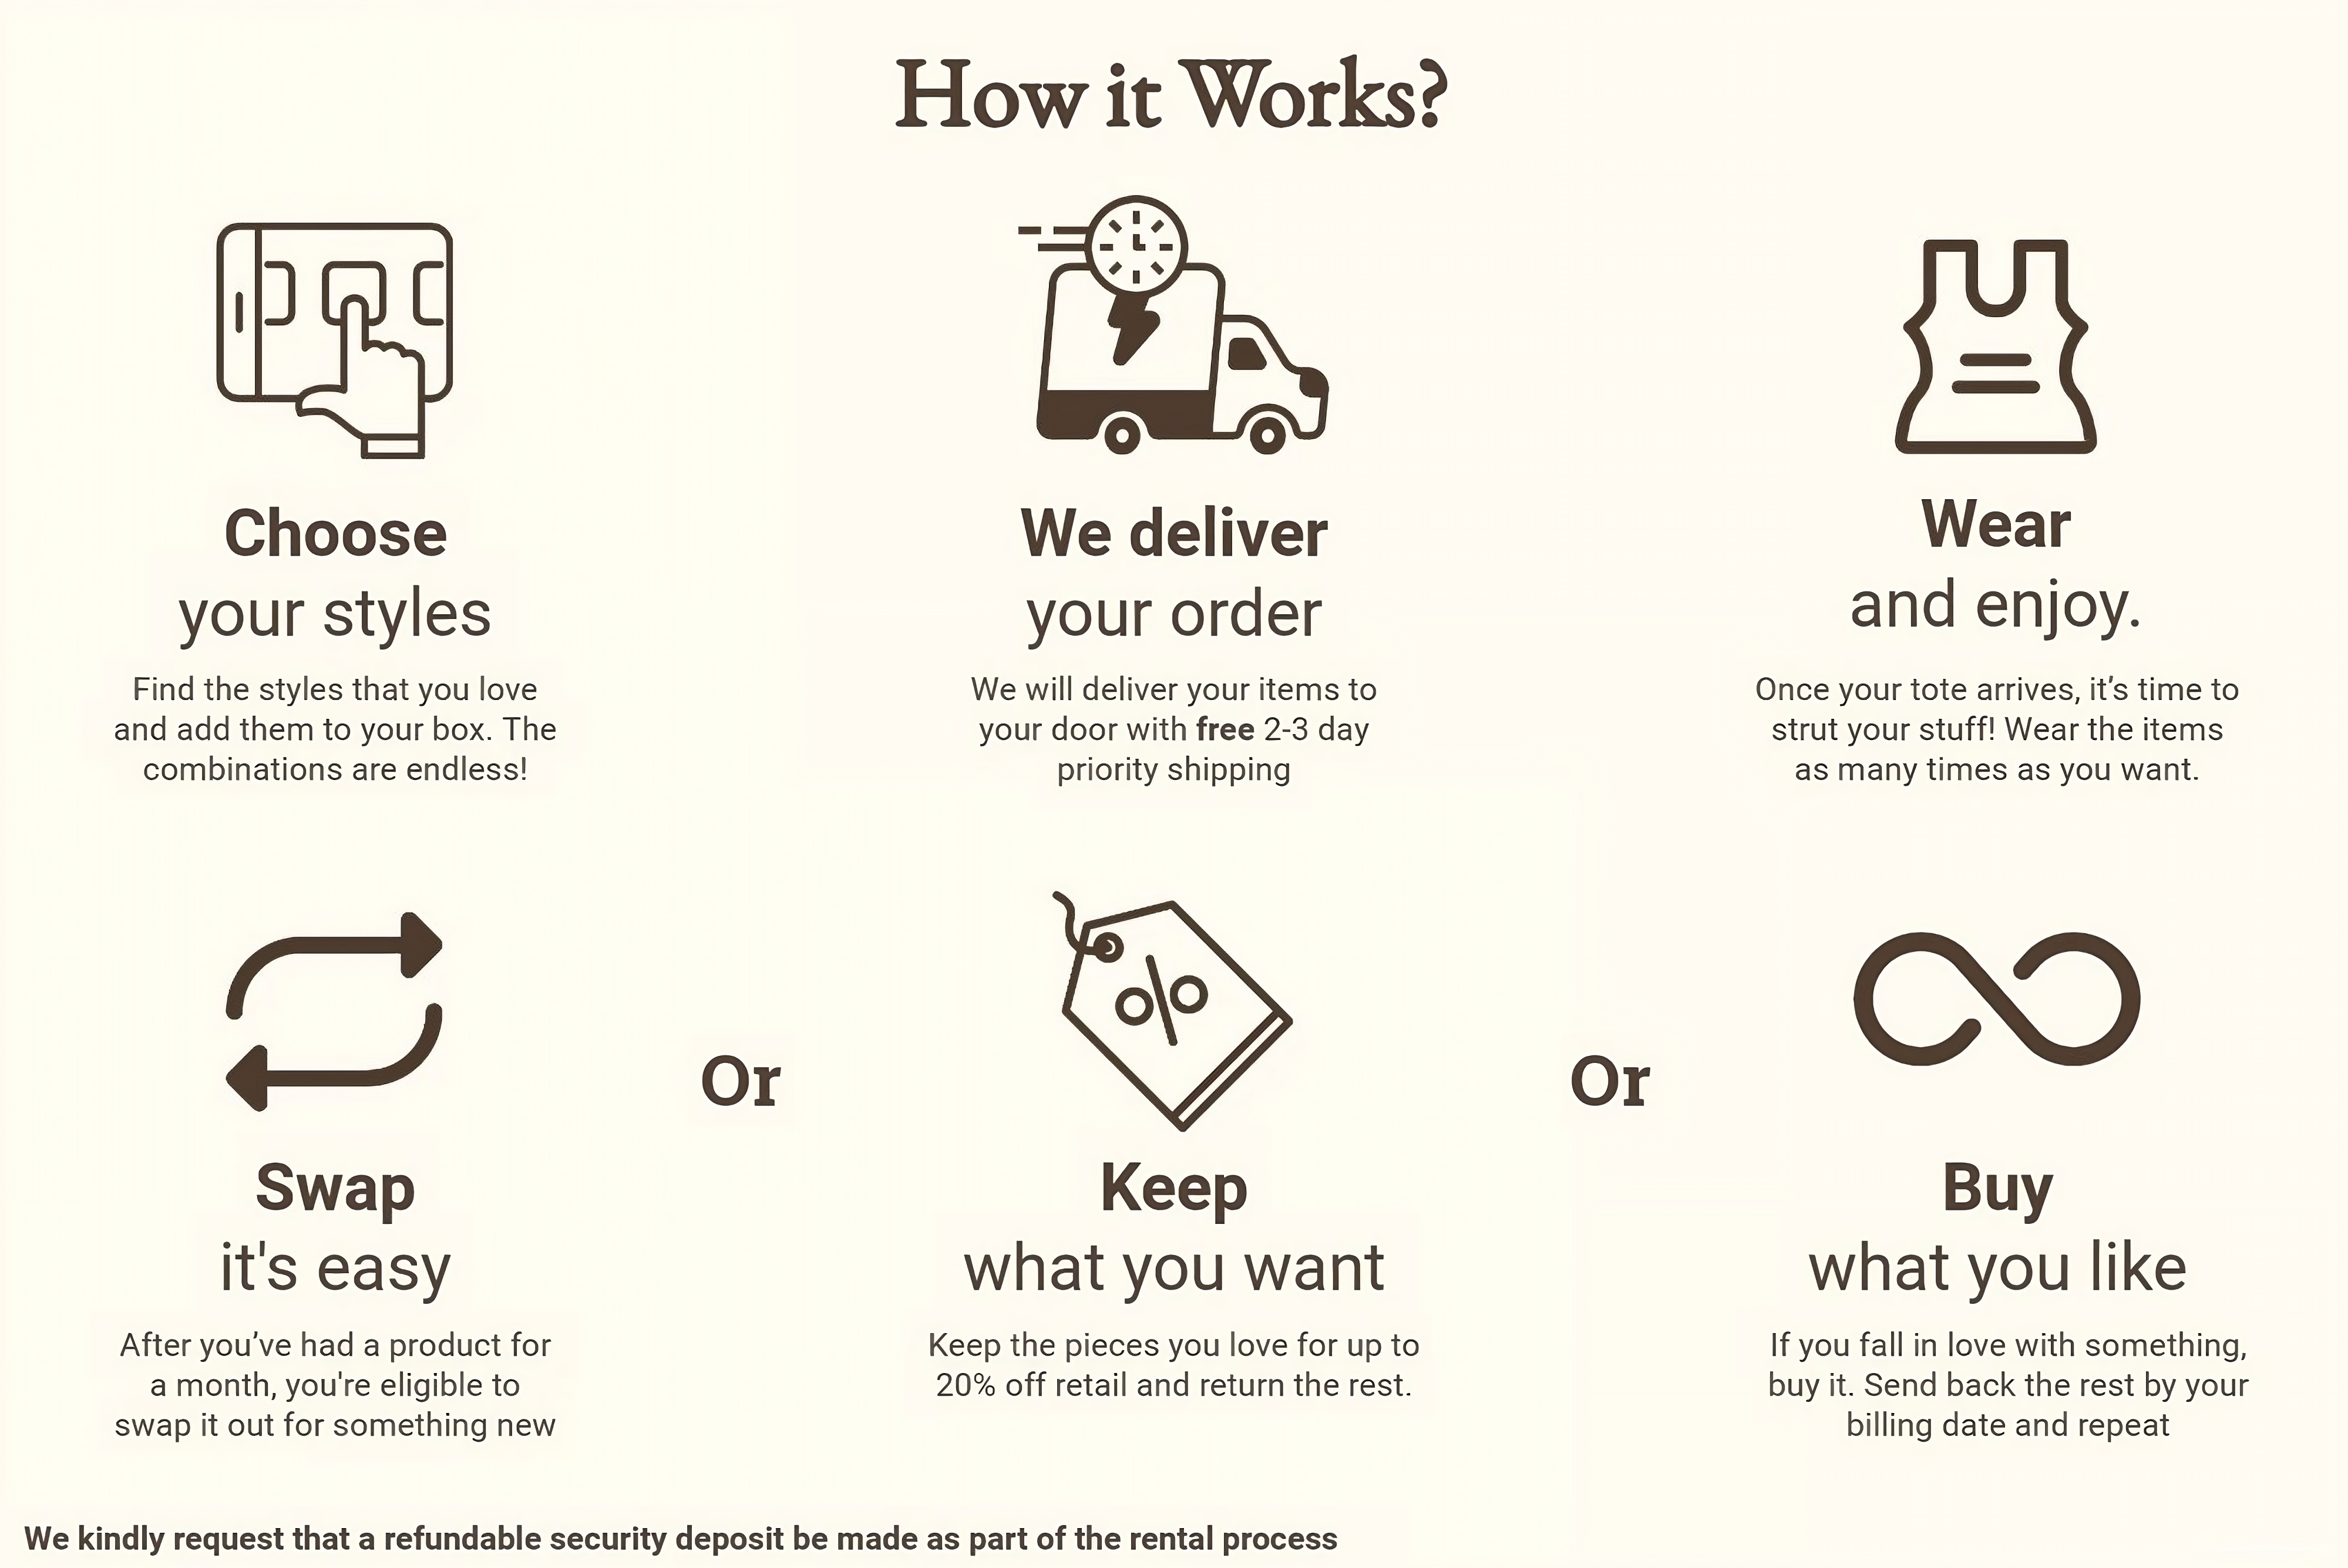 How it Works?
Choose
your styles
Find the styles that you love
and add them to your box. The
combinations are endless!
We deliver
your order
We will deliver your items to
your door with free 2-3 day
priority shipping
Wear
and enjoy.
Once your tote arrives, it’s time to
strut your stuff! Wear the items
as many times as you want.
Swap
it's easy
After you’ve had a product for
a month, you're eligible to
swap it out for something new
Or
Keep
what you want
Keep the pieces you love for up to
20% off retail and return the rest.
Or
Buy
what you like
If you fall in love with something,
buy it. Send back the rest by your
billing date and repeat
We kindly request that a refundable security deposit be made as part of the rental process